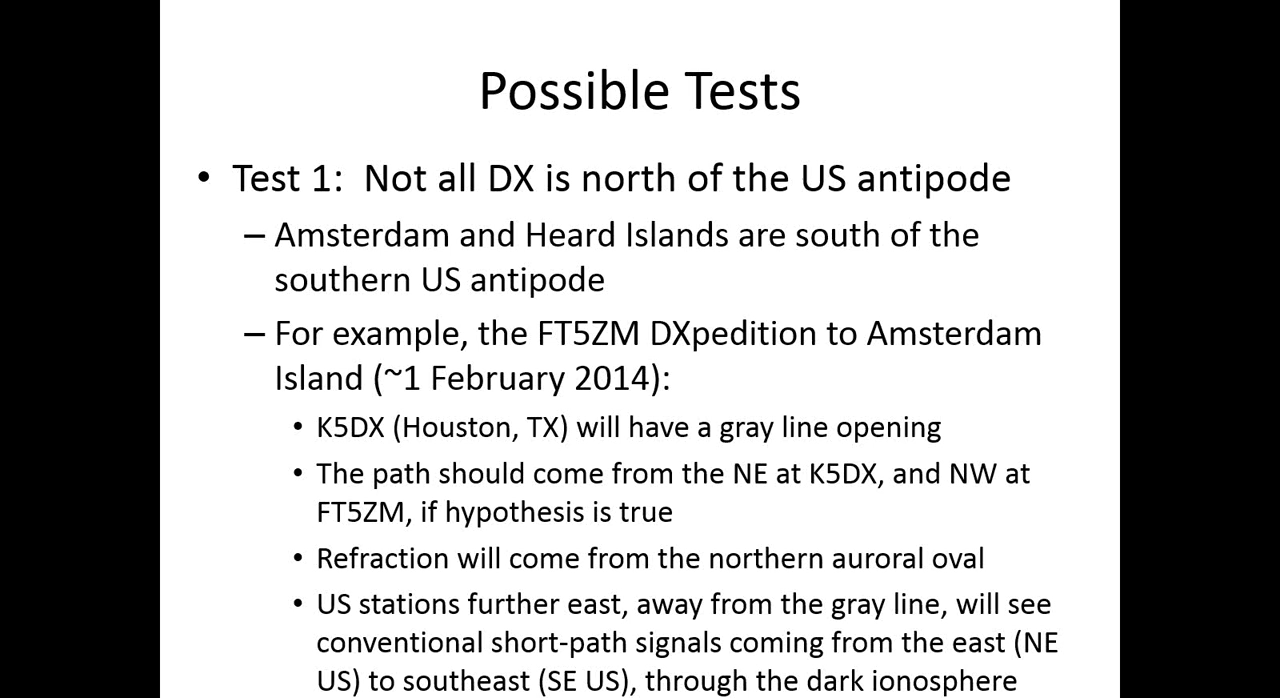 Possible Tests
• Test 1:  Not all DX is north of the US antipode
– Amsterdam and Heard Islands are south of the
southern US antipode
– For example, the FT5ZM DXpedition to Amsterdam
Island (~1 February 2014):
• K5DX (Houston, TX) will have a gray line opening
• The path should come from the NE at K5DX, and NW at
FT5ZM, if hypothesis is true
• Refraction will come from the northern auroral oval
• US stations further east, away from the gray line, will see
conventional short-path signals coming from the east (NE
US) to southeast (SE US), through the dark ionosphere